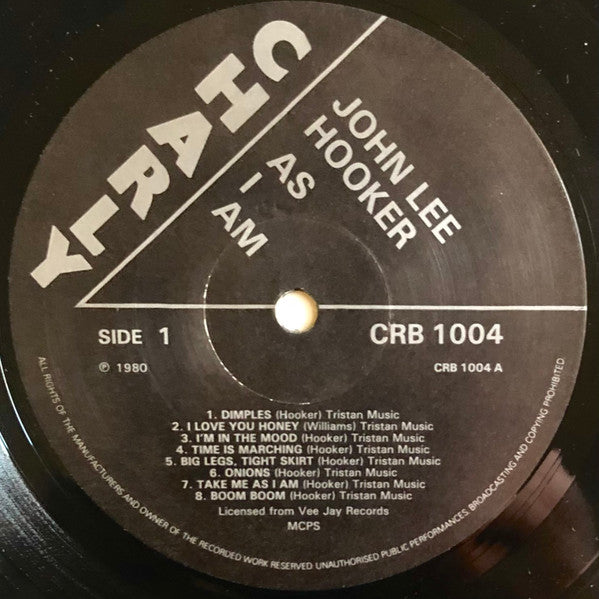 CHARLY
JOHN LEE
HOOKER
AS
I
AM
SIDE 1
CRB 1004
℗ 1980
CRB 1004 A
1. DIMPLES (Hooker) Tristan Music
2. I LOVE YOU HONEY (Williams) Tristan Music
3. I'M IN THE MOOD (Hooker) Tristan Music
4. TIME IS MARCHING (Hooker) Tristan Music
5. BIG LEGS, TIGHT SKIRT (Hooker) Tristan Music
6. ONIONS (Hooker) Tristan Music
7. TAKE ME AS I AM (Hooker) Tristan Music
8. BOOM BOOM (Hooker) Tristan Music
Licensed from Vee Jay Records
MCPS
ALL RIGHTS OF THE MANUFACTURERS AND OWNER OF THE RECORDED WORK RESERVED UNAUTHORISED PUBLIC PERFORMANCES BROADCASTING AND COPYING PROHIBITED